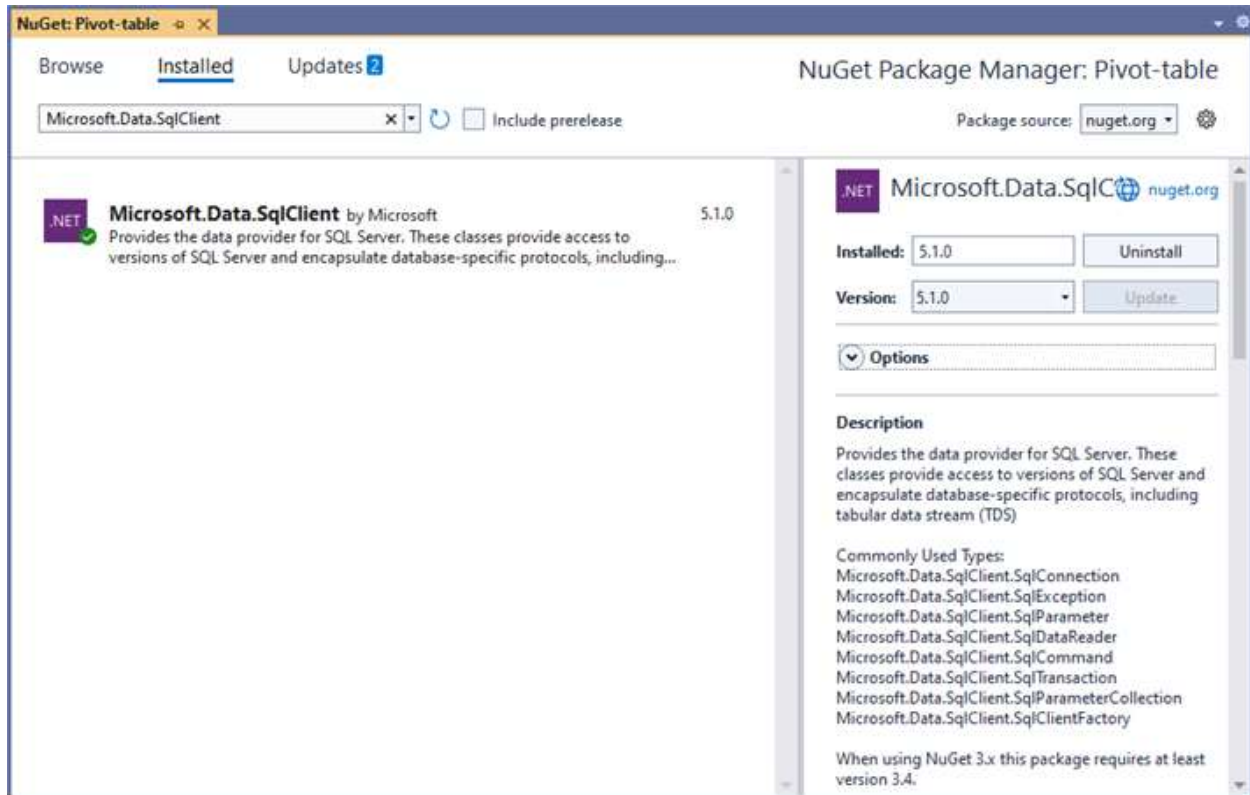 NuGet: Pivot-table
Browse Installed Updates 2
NuGet Package Manager: Pivot-table
Microsoft.Data.SqlClient
Include prerelease
Package source: nuget.org
.NET
Microsoft.Data.SqlClient by Microsoft 5.1.0
Provides the data provider for SQL Server. These classes provide access to
versions of SQL Server and encapsulate database-specific protocols, including...
.NET Microsoft.Data.SqlC nuget.org
Installed: 5.1.0 Uninstall
Version: 5.1.0 Update
Options
Description
Provides the data provider for SQL Server. These
classes provide access to versions of SQL Server and
encapsulate database-specific protocols, including
tabular data stream (TDS)
Commonly Used Types:
Microsoft.Data.SqlClient.SqlConnection
Microsoft.Data.SqlClient.SqlException
Microsoft.Data.SqlClient.SqlParameter
Microsoft.Data.SqlClient.SqlDataReader
Microsoft.Data.SqlClient.SqlCommand
Microsoft.Data.SqlClient.SqlTransaction
Microsoft.Data.SqlClient.SqlParameterCollection
Microsoft.Data.SqlClient.SqlClientFactory
When using NuGet 3.x this package requires at least
version 3.4.